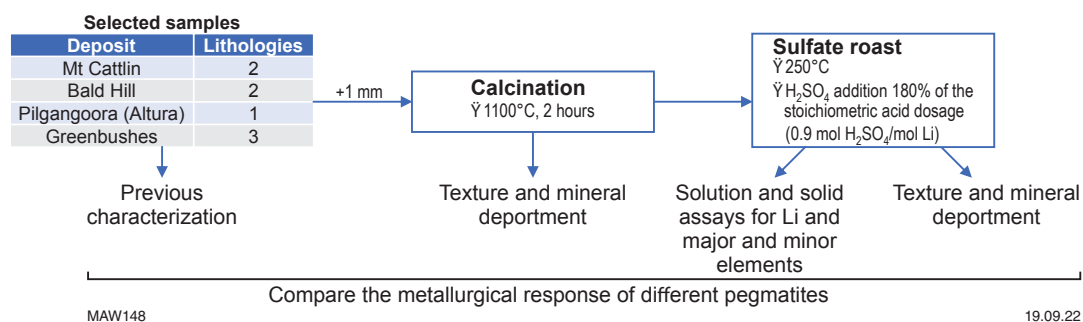 Selected samples
Deposit Lithologies
Mt Cattlin 2
Bald Hill 2
Pilgangoora (Altura) 1
Greenbushes 3
+1 mm
Calcination
Ÿ 1100°C, 2 hours
Sulfate roast
Ÿ 250°C
Ÿ H₂SO₄ addition 180% of the
stoichiometric acid dosage
(0.9 mol H₂SO₄/mol Li)
Previous
characterization
Texture and mineral
deportment
Solution and solid
assays for Li and
major and minor
elements
Texture and mineral
deportment
Compare the metallurgical response of different pegmatites
MAW148
19.09.22